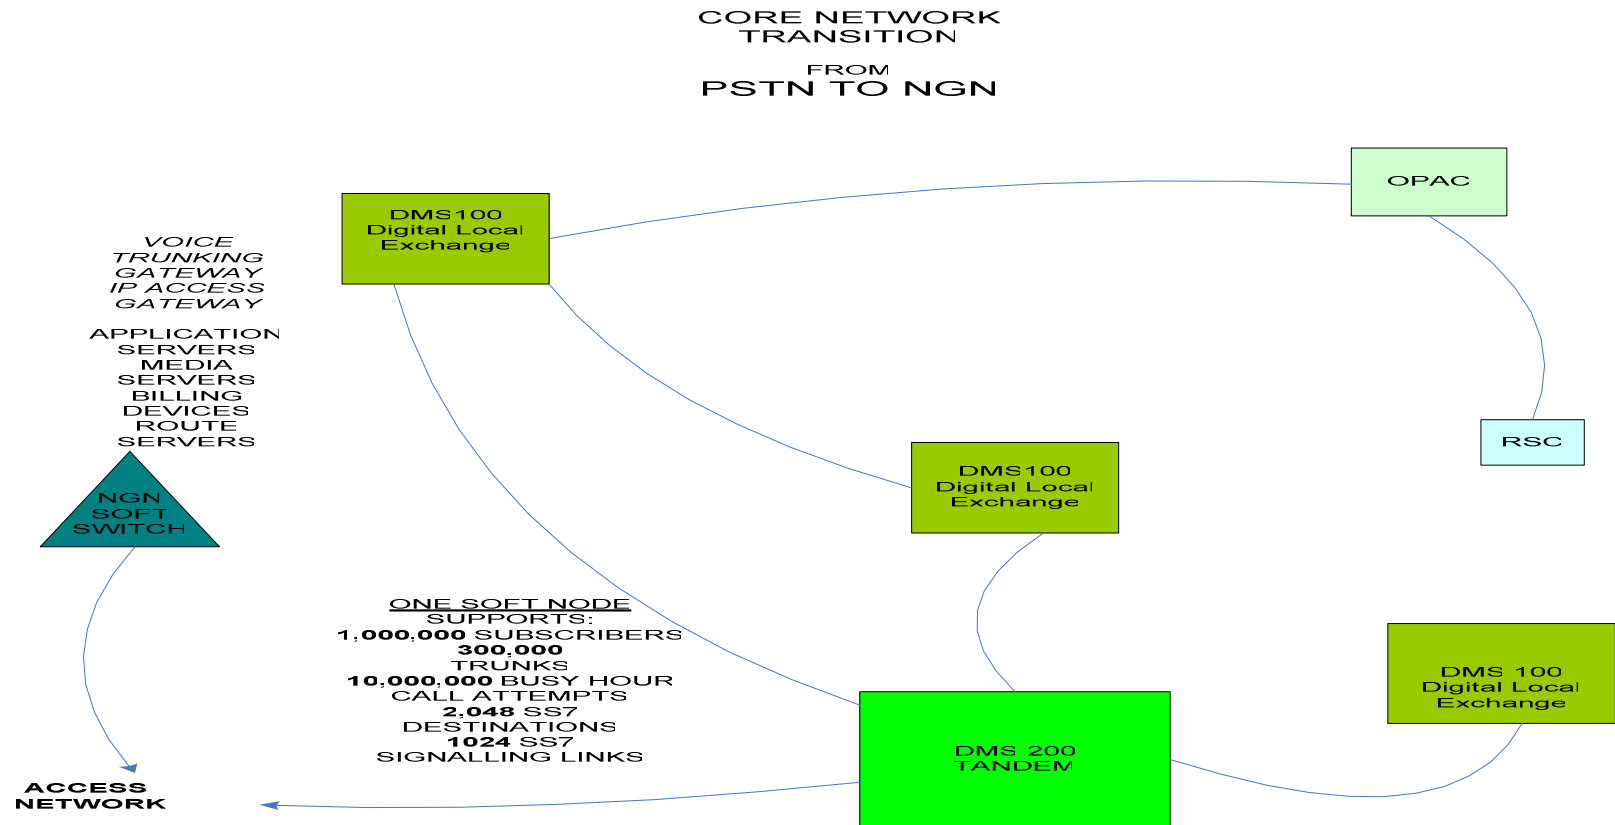 CORE NETWORK
TRANSITION
FROM
PSTN TO NGN
OPAC
DMS100
Digital Local
Exchange
VOICE
TRUNKING
GATEWAY
IP ACCESS
GATEWAY
APPLICATION
SERVERS
MEDIA
SERVERS
BILLING
DEVICES
ROUTE
SERVERS
RSC
DMS100
Digital Local
Exchange
NGN
SOFT
SWITCH
ONE SOFT NODE
SUPPORTS:
1,000,000 SUBSCRIBERS
300,000
TRUNKS
10,000,000 BUSY HOUR
CALL ATTEMPTS
2,048 SS7
DESTINATIONS
1024 SS7
SIGNALLING LINKS
DMS 100
Digital Local
Exchange
DMS 200
TANDEM
ACCESS
NETWORK